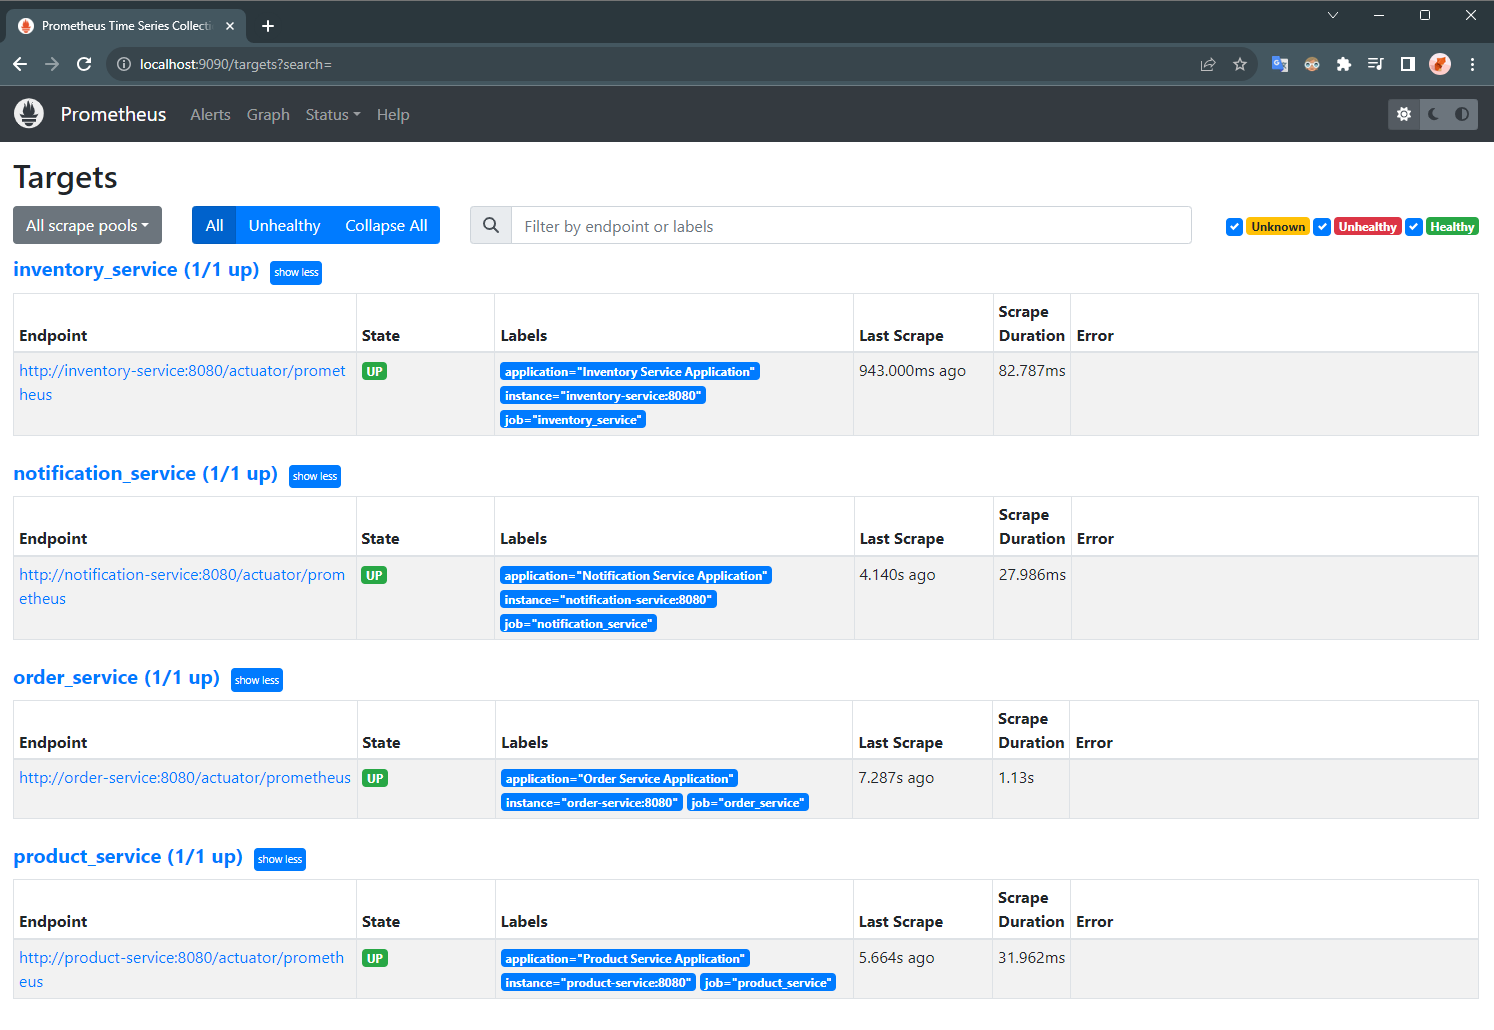 Prometheus Time Series Collecti
localhost:9090/targets?search=
Prometheus Alerts Graph Status Help
Targets
All scrape pools All Unhealthy Collapse All Filter by endpoint or labels Unknown Unhealthy Healthy
inventory_service (1/1 up) show less
Scrape
Endpoint State Labels Last Scrape Duration Error
http://inventory-service:8080/actuator/promet UP application="Inventory Service Application" 943.000ms ago 82.787ms
heus instance="inventory-service:8080"
job="inventory_service"
notification_service (1/1 up) show less
Scrape
Endpoint State Labels Last Scrape Duration Error
http://notification-service:8080/actuator/prom UP application="Notification Service Application" 4.140s ago 27.986ms
etheus instance="notification-service:8080"
job="notification_service"
order_service (1/1 up) show less
Scrape
Endpoint State Labels Last Scrape Duration Error
http://order-service:8080/actuator/prometheus UP application="Order Service Application" 7.287s ago 1.13s
instance="order-service:8080" job="order_service"
product_service (1/1 up) show less
Scrape
Endpoint State Labels Last Scrape Duration Error
http://product-service:8080/actuator/prometh UP application="Product Service Application" 5.664s ago 31.962ms
eus instance="product-service:8080" job="product_service"